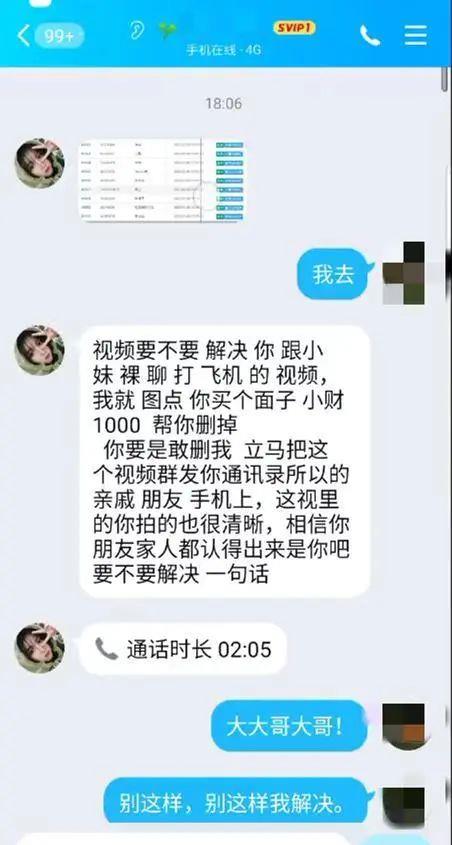 99+
SVIP1
手机在线 · 4G
18:06
我去
视频要不要 解决 你 跟小
妹 裸 聊 打 飞机 的 视频，
我就 图点 你买个面子 小财
1000 帮你删掉
你要是敢删我 立马把这
个视频群发你通讯录所以的
亲戚 朋友 手机上，这视里
的你拍的也很清晰，相信你
朋友家人都认得出来是你吧
要不要解决 一句话
通话时长 02:05
大大哥大哥！
别这样，别这样我解决。